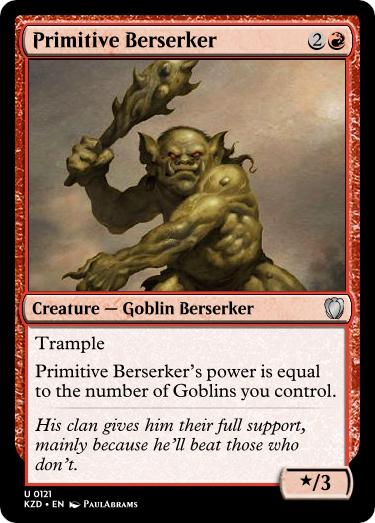 Primitive Berserker 2
Creature — Goblin Berserker
Trample
Primitive Berserker's power is equal
to the number of Goblins you control.
His clan gives him their full support,
mainly because he'll beat those who
don't.
★/3
U 0121
KZD • EN PaulAbrams